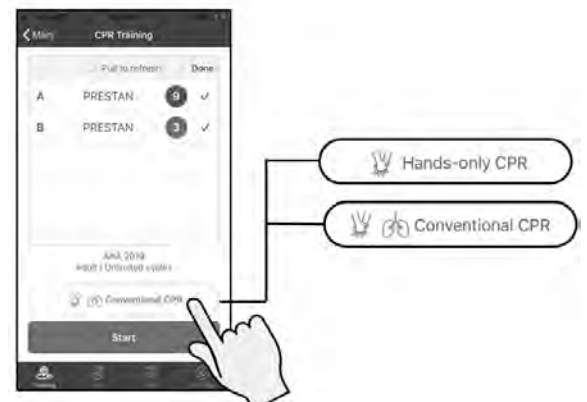 Main CPR Training
Pull to refresh Done
A PRESTAN 9 ✓
B PRESTAN 3 ✓
AHA 2019
Adult | Unlimited cycles
Conventional CPR
Start
Hands-only CPR
Conventional CPR